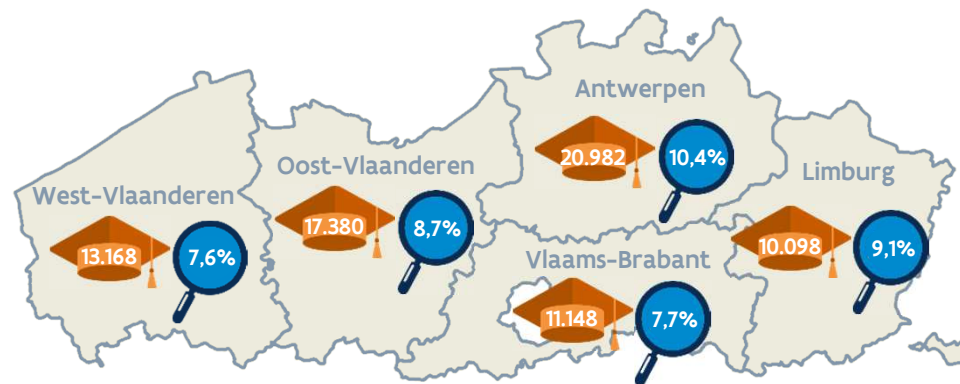 Antwerpen
20.982
10,4%
Oost-Vlaanderen
17.380
8,7%
Limburg
10.098
9,1%
West-Vlaanderen
13.168
7,6%
Vlaams-Brabant
11.148
7,7%